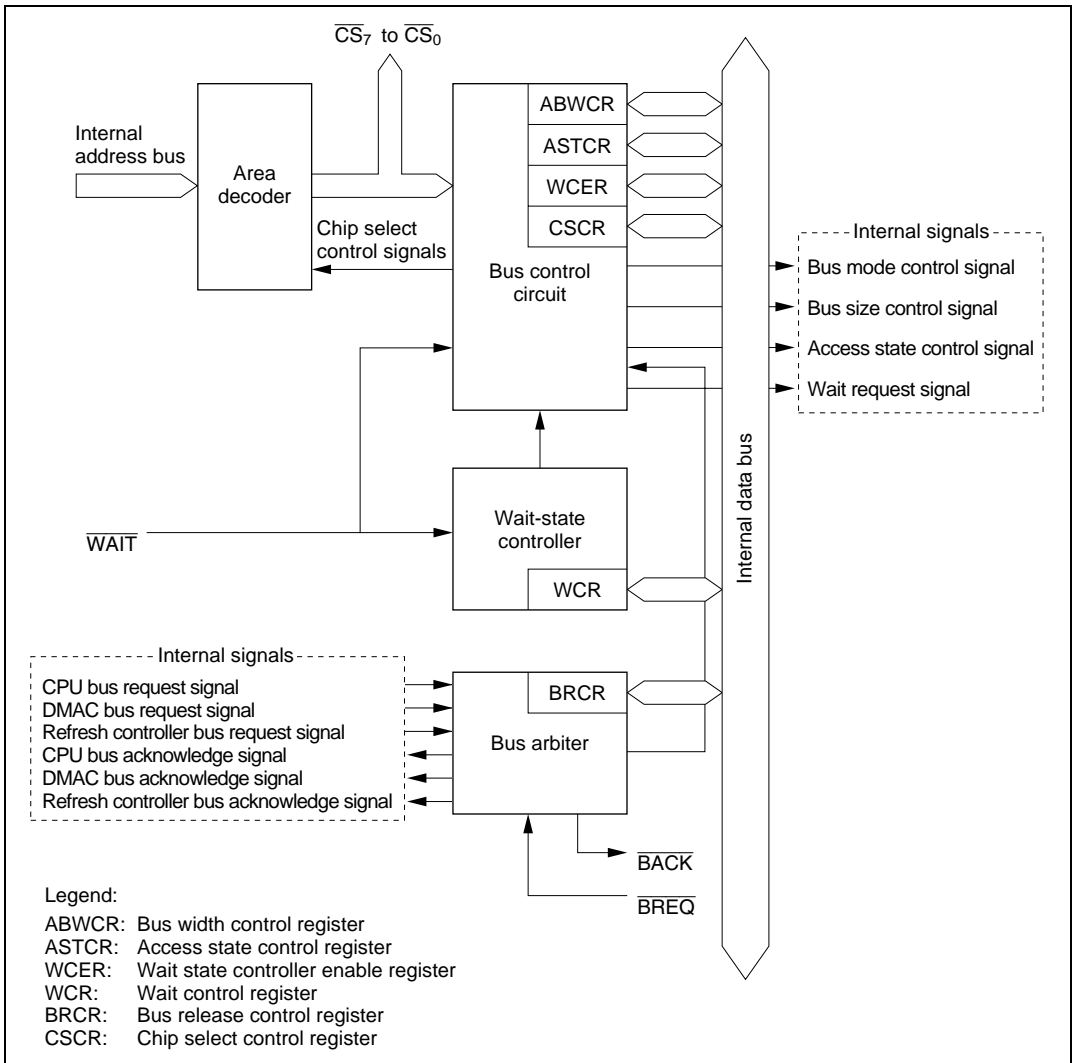 CS7 to CS0
Internal
address bus
Area
decoder
Chip select
control signals
ABWCR
ASTCR
WCER
CSCR
Bus control
circuit
Internal signals
Bus mode control signal
Bus size control signal
Access state control signal
Wait request signal
Internal data bus
WAIT
Wait-state
controller
WCR
Internal signals
CPU bus request signal
DMAC bus request signal
Refresh controller bus request signal
CPU bus acknowledge signal
DMAC bus acknowledge signal
Refresh controller bus acknowledge signal
BRCR
Bus arbiter
BACK
BREQ
Legend:
ABWCR: Bus width control register
ASTCR: Access state control register
WCER: Wait state controller enable register
WCR: Wait control register
BRCR: Bus release control register
CSCR: Chip select control register